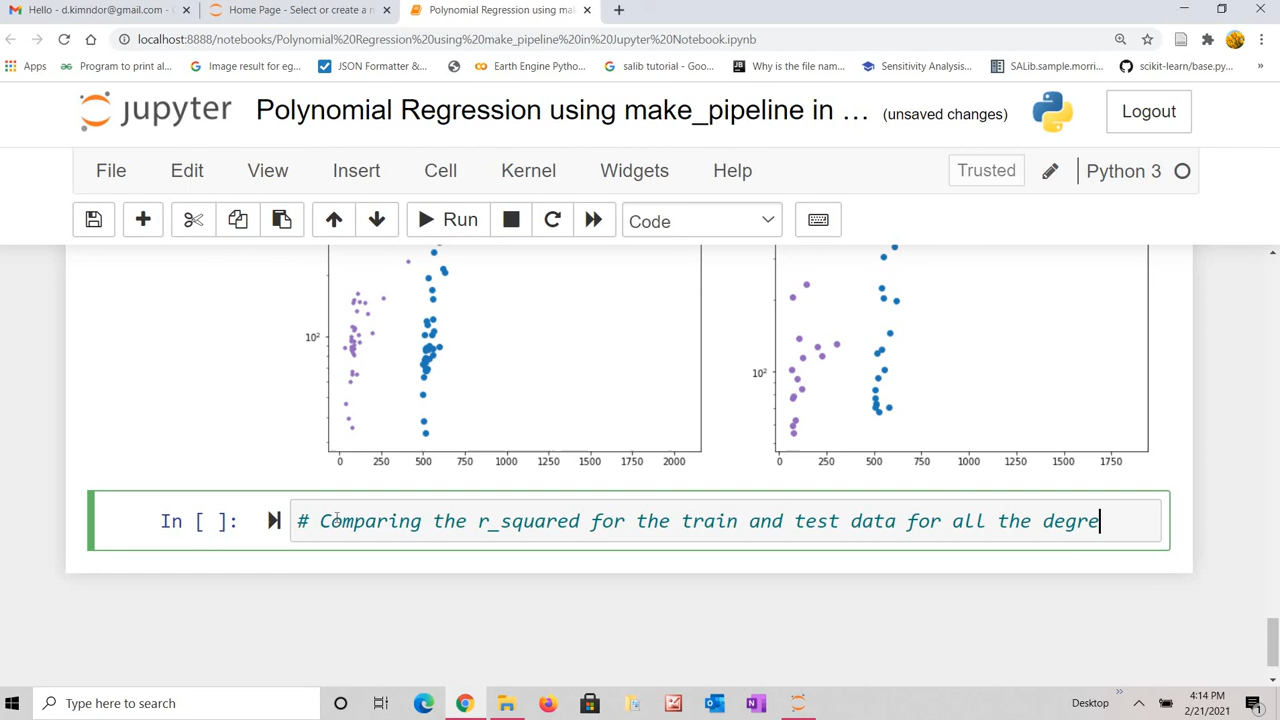 Hello - d.kimndor@gmail.com - G
Home Page - Select or create a n
Polynomial Regression using mak
localhost:8888/notebooks/Polynomial%20Regression%20using%20make_pipeline%20in%20Jupyter%20Notebook.ipynb
Apps
Program to print al...
Image result for eg...
JSON Formatter &...
Earth Engine Pytho...
salib tutorial - Goo...
Why is the file nam...
Sensitivity Analysis...
SALib.sample.morri...
scikit-learn/base.py...
»
jupyter
Polynomial Regression using make_pipeline in ...
(unsaved changes)
Logout
File
Edit
View
Insert
Cell
Kernel
Widgets
Help
Trusted
Python 3
Run
Code
10²
0 250 500 750 1000 1250 1500 1750 2000
10²
0 250 500 750 1000 1250 1500 1750
In [ ]:
# Comparing the r_squared for the train and test data for all the degre
Type here to search
Desktop
»
4:14 PM
2/21/2021
1